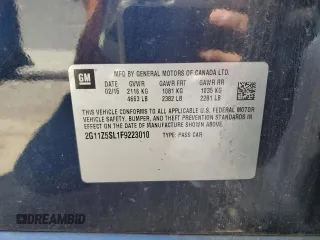 GM
MFD BY GENERAL MOTORS OF CANADA LTD.
DATE GVWR GAWR FRT GAWR RR
02/15 2116 KG 1081 KG 1035 KG
4663 LB 2382 LB 2281 LB
THIS VEHICLE CONFORMS TO ALL APPLICABLE U.S. FEDERAL MOTOR
VEHICLE SAFETY, BUMPER, AND THEFT PREVENTION STANDARDS IN
EFFECT ON THE DATE OF MANUFACTURE SHOWN ABOVE.
2G11Z5SL1F9223010 TYPE: PASS CAR
DREAMBID